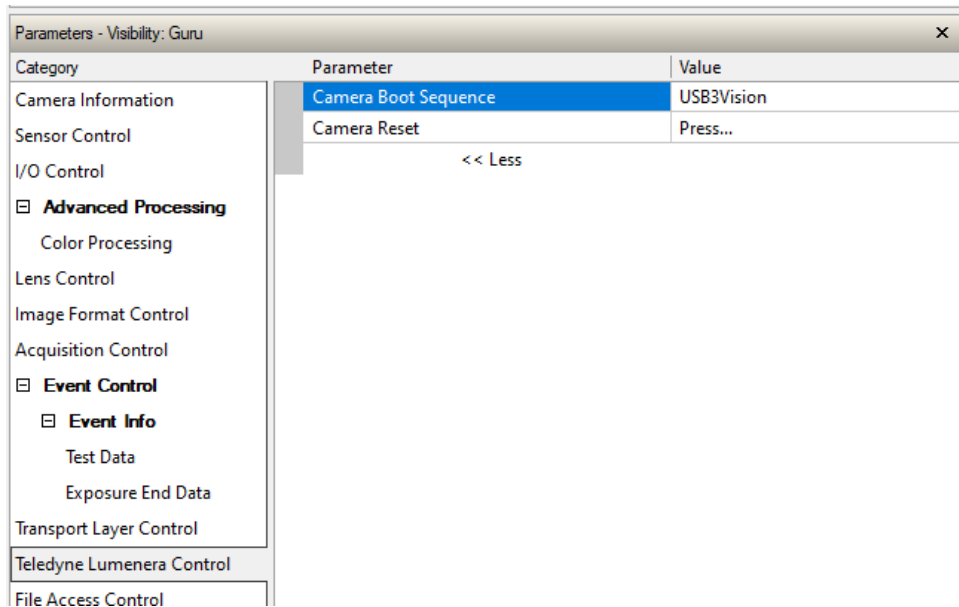 Parameters - Visibility: Guru
Category Parameter Value
Camera Information
Sensor Control
I/O Control
Advanced Processing
Color Processing
Lens Control
Image Format Control
Acquisition Control
Event Control
Event Info
Test Data
Exposure End Data
Transport Layer Control
Teledyne Lumenera Control
File Access Control
Camera Boot Sequence USB3Vision
Camera Reset Press...
<< Less